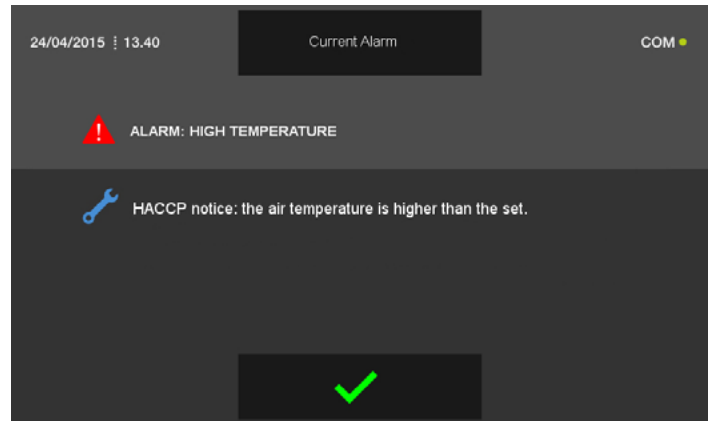 24/04/2015 ⋮ 13.40
Current Alarm
COM
ALARM: HIGH TEMPERATURE
HACCP notice: the air temperature is higher than the set.